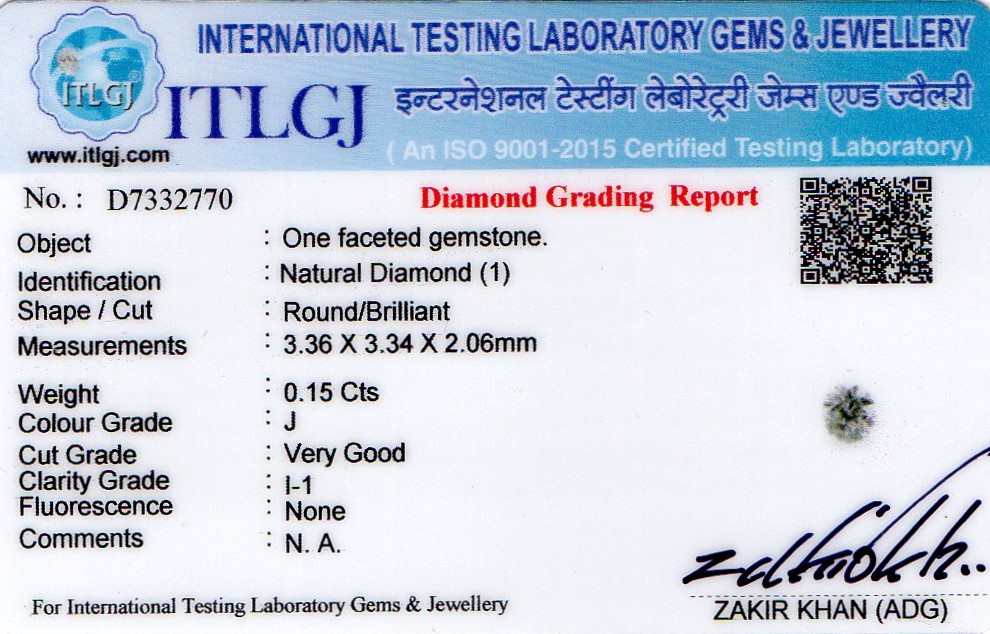 INTERNATIONAL TESTING LABORATORY GEMS & JEWELLERY
ITLGJ
ITLGJ
इन्टरनेशनल टेस्टींग लेबोरेट्ररी जेम्स एण्ड ज्वैलरी
www.itlgj.com
( An ISO 9001-2015 Certified Testing Laboratory)
No. : D7332770
Diamond Grading Report
Object : One faceted gemstone.
Identification : Natural Diamond (1)
Shape / Cut : Round/Brilliant
Measurements : 3.36 X 3.34 X 2.06mm
Weight : 0.15 Cts
Colour Grade : J
Cut Grade : Very Good
Clarity Grade : I-1
Fluorescence : None
Comments : N. A.
For International Testing Laboratory Gems & Jewellery
ZAKIR KHAN (ADG)